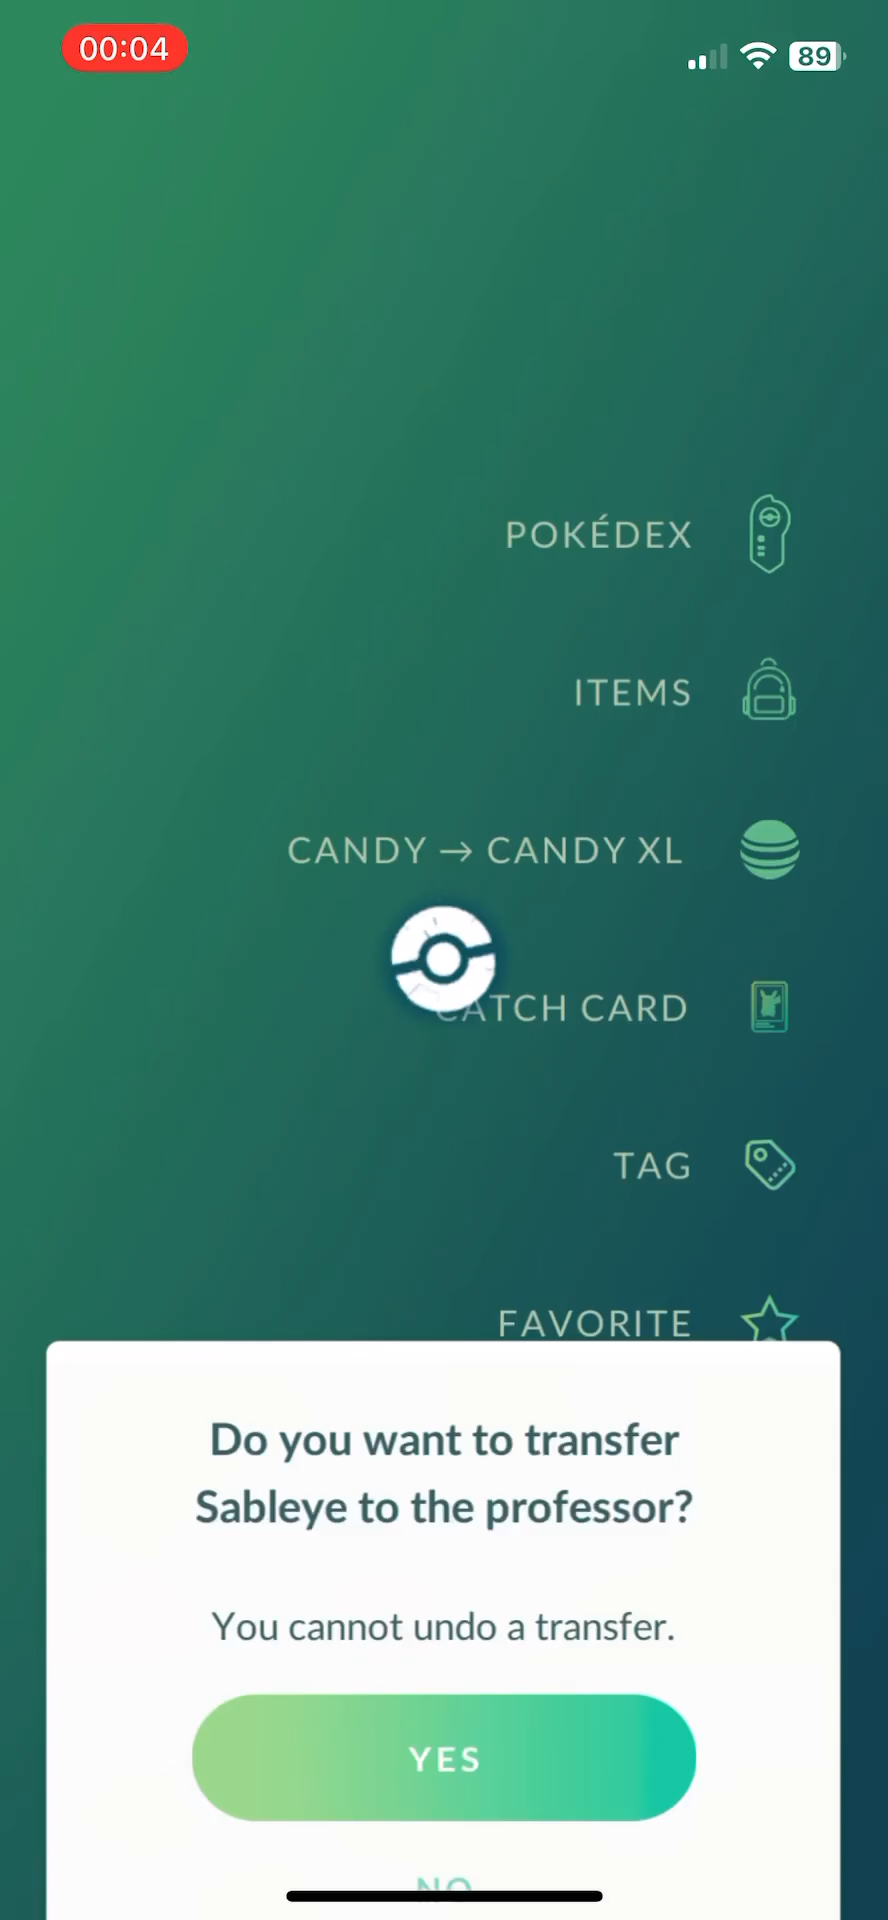 00:04
89
POKÉDEX
ITEMS
CANDY → CANDY XL
CATCH CARD
TAG
FAVORITE
Do you want to transfer
Sableye to the professor?
You cannot undo a transfer.
YES
NO